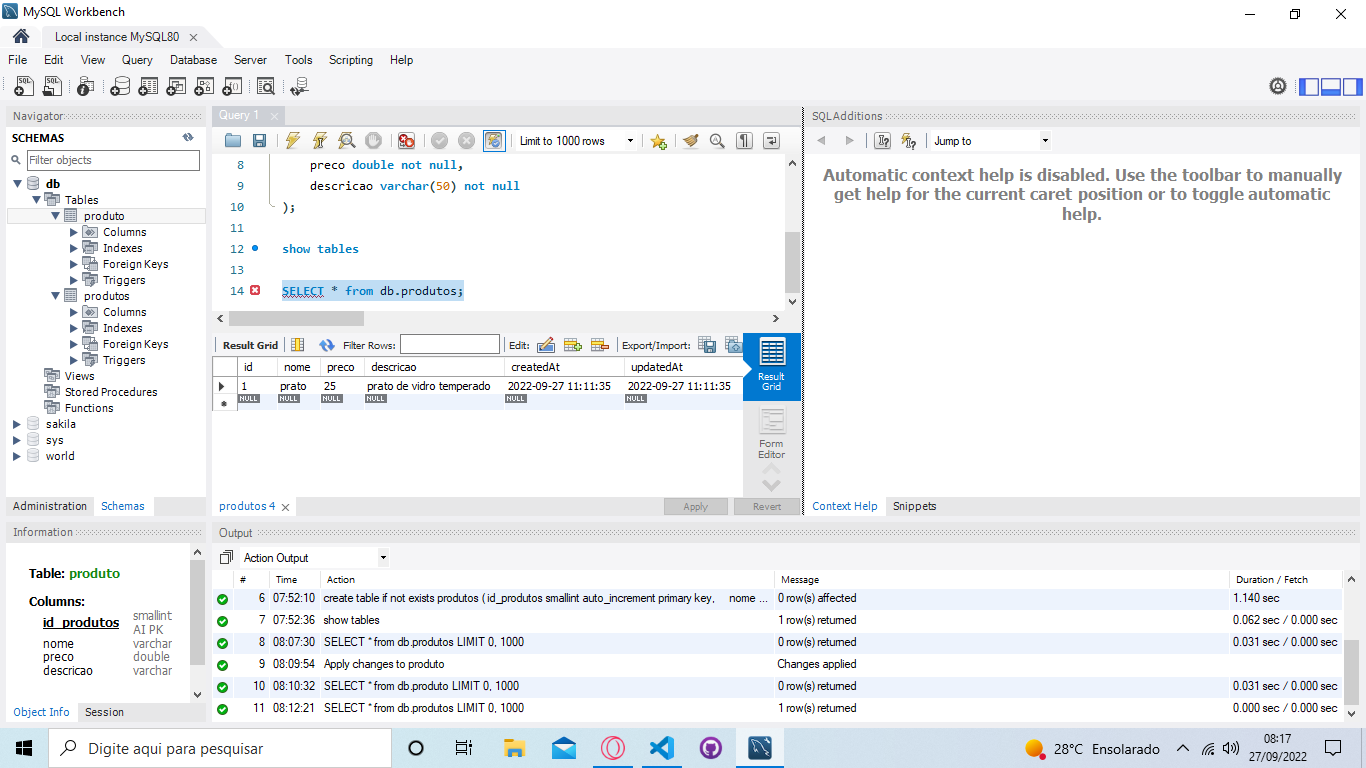 MySQL Workbench
Local instance MySQL80
File Edit View Query Database Server Tools Scripting Help
Navigator
SCHEMAS
Filter objects
db
Tables
produto
Columns
Indexes
Foreign Keys
Triggers
produtos
Columns
Indexes
Foreign Keys
Triggers
Views
Stored Procedures
Functions
sakila
sys
world
Administration Schemas
Information
Table: produto
Columns:
id_produtos smallint AI PK
nome varchar
preco double
descricao varchar
Object Info Session
Query 1
Limit to 1000 rows
8 preco double not null,
9 descricao varchar(50) not null
10 );
11
12 show tables
13
14 SELECT * from db.produtos;
Result Grid Filter Rows: Edit: Export/Import:
id nome preco descricao createdAt updatedAt
1 prato 25 prato de vidro temperado 2022-09-27 11:11:35 2022-09-27 11:11:35
NULL NULL NULL NULL NULL NULL
Result Grid
Form Editor
produtos 4
Apply Revert
SQLAdditions
Jump to
Automatic context help is disabled. Use the toolbar to manually
get help for the current caret position or to toggle automatic
help.
Context Help Snippets
Output
Action Output
# Time Action Message Duration / Fetch
6 07:52:10 create table if not exists produtos ( id_produtos smallint auto_increment primary key, nome ... 0 row(s) affected 1.140 sec
7 07:52:36 show tables 1 row(s) returned 0.062 sec / 0.000 sec
8 08:07:30 SELECT * from db.produtos LIMIT 0, 1000 0 row(s) returned 0.031 sec / 0.000 sec
9 08:09:54 Apply changes to produto Changes applied
10 08:10:32 SELECT * from db.produto LIMIT 0, 1000 0 row(s) returned 0.031 sec / 0.000 sec
11 08:12:21 SELECT * from db.produtos LIMIT 0, 1000 1 row(s) returned 0.000 sec / 0.000 sec
Digite aqui para pesquisar
28°C Ensolarado
08:17
27/09/2022